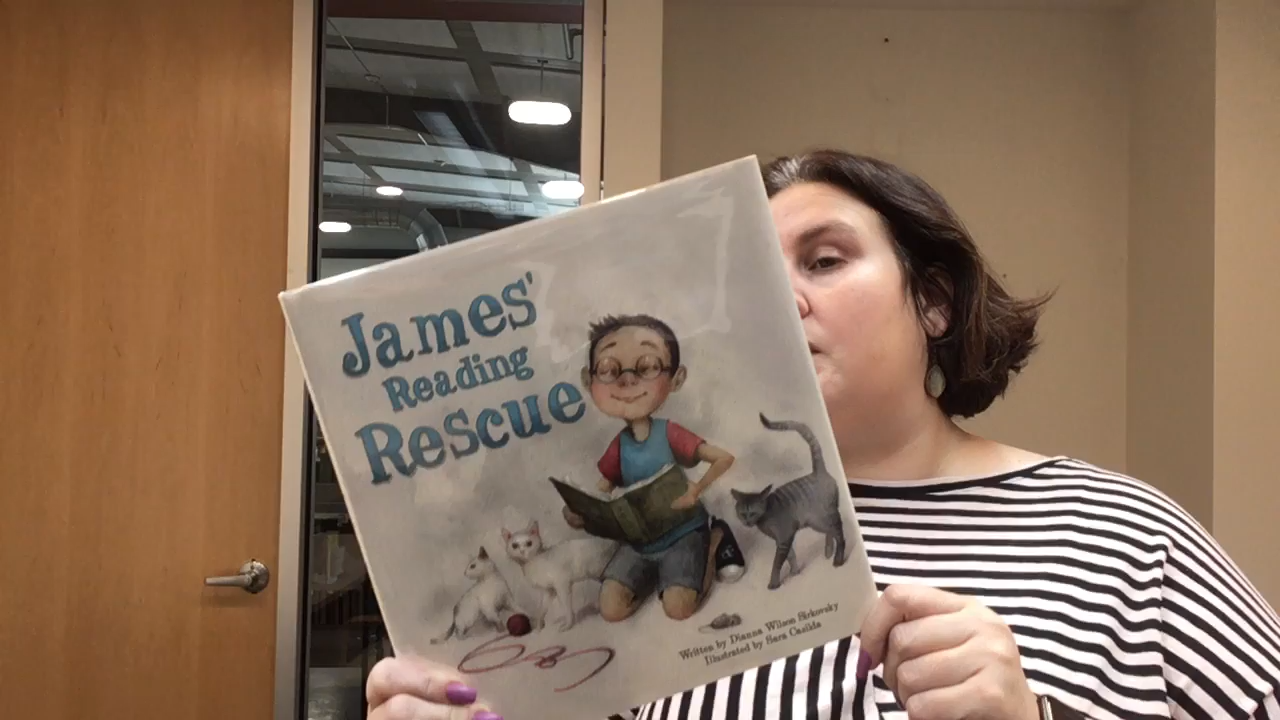 James'
Reading
Rescue
Written by Dianna Wilson Sirkovsky
Illustrated by Sara Casilda